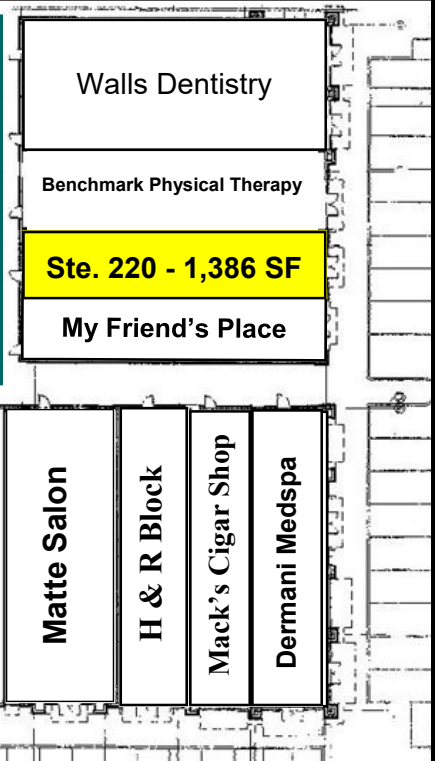 Walls Dentistry
Benchmark Physical Therapy
Ste. 220 - 1,386 SF
My Friend's Place
Matte Salon
H & R Block
Mack's Cigar Shop
Dermani Medspa